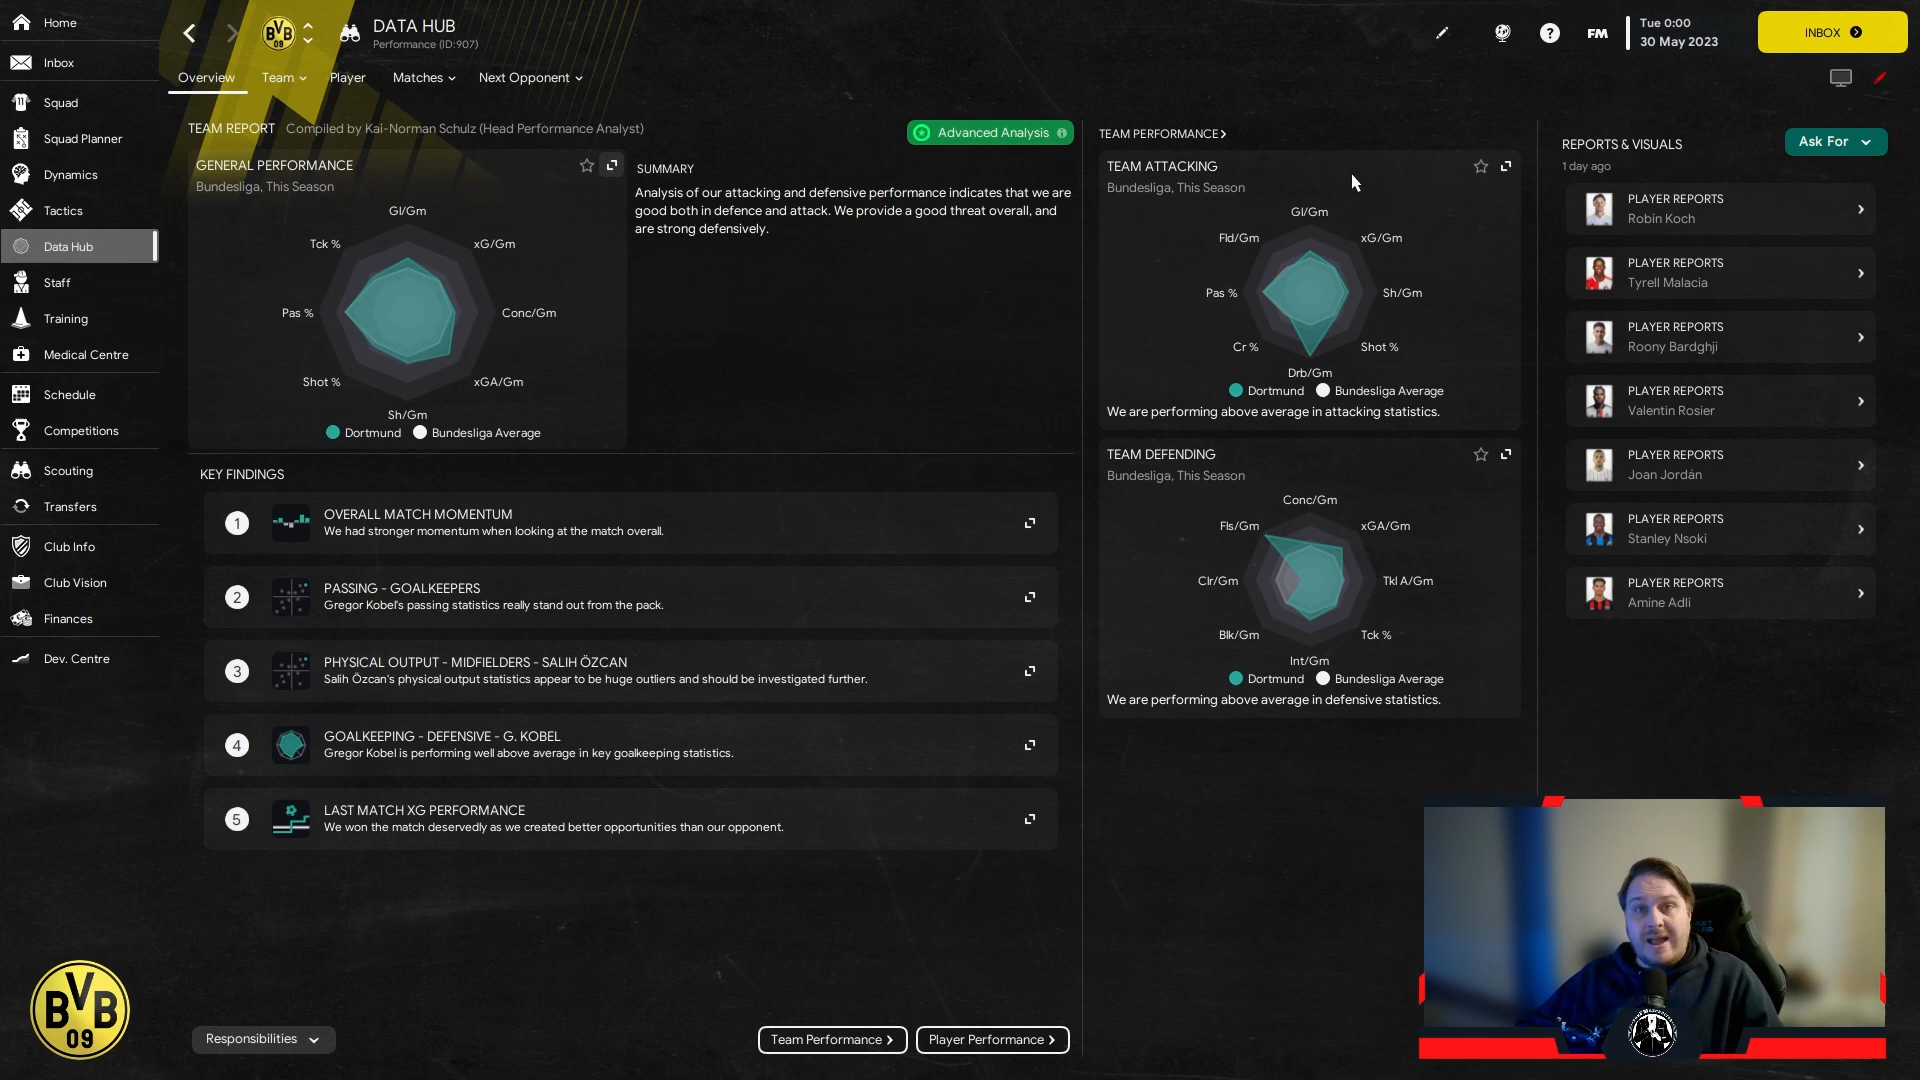 Home
Inbox
Squad
Squad Planner
Dynamics
Tactics
Data Hub
Staff
Training
Medical Centre
Schedule
Competitions
Scouting
Transfers
Club Info
Club Vision
Finances
Dev. Centre
BVB
09
BVB
09
DATA HUB
Performance (ID:907)
? FM
Tue 0:00
30 May 2023
INBOX
Overview Team Player Matches Next Opponent
TEAM REPORT Compiled by Kai-Norman Schulz (Head Performance Analyst)
Advanced Analysis
GENERAL PERFORMANCE
Bundesliga, This Season
Gl/Gm
Tck % xG/Gm
Pas % Conc/Gm
Shot % xGA/Gm
Sh/Gm
Dortmund Bundesliga Average
SUMMARY
Analysis of our attacking and defensive performance indicates that we are
good both in defence and attack. We provide a good threat overall, and
are strong defensively.
KEY FINDINGS
1 OVERALL MATCH MOMENTUM
We had stronger momentum when looking at the match overall.
2 PASSING - GOALKEEPERS
Gregor Kobel's passing statistics really stand out from the pack.
3 PHYSICAL OUTPUT - MIDFIELDERS - SALIH ÖZCAN
Salih Özcan's physical output statistics appear to be huge outliers and should be investigated further.
4 GOALKEEPING - DEFENSIVE - G. KOBEL
Gregor Kobel is performing well above average in key goalkeeping statistics.
5 LAST MATCH XG PERFORMANCE
We won the match deservedly as we created better opportunities than our opponent.
Responsibilities
Team Performance
Player Performance
TEAM PERFORMANCE
TEAM ATTACKING
Bundesliga, This Season
Gl/Gm
Fld/Gm xG/Gm
Pas % Sh/Gm
Cr % Shot %
Drb/Gm
Dortmund Bundesliga Average
We are performing above average in attacking statistics.
TEAM DEFENDING
Bundesliga, This Season
Conc/Gm
Fls/Gm xGA/Gm
Clr/Gm Tkl A/Gm
Blk/Gm Tck %
Int/Gm
Dortmund Bundesliga Average
We are performing above average in defensive statistics.
REPORTS & VISUALS
Ask For
1 day ago
PLAYER REPORTS
Robin Koch
PLAYER REPORTS
Tyrell Malacia
PLAYER REPORTS
Roony Bardghji
PLAYER REPORTS
Valentin Rosier
PLAYER REPORTS
Joan Jordán
PLAYER REPORTS
Stanley Nsoki
PLAYER REPORTS
Amine Adli